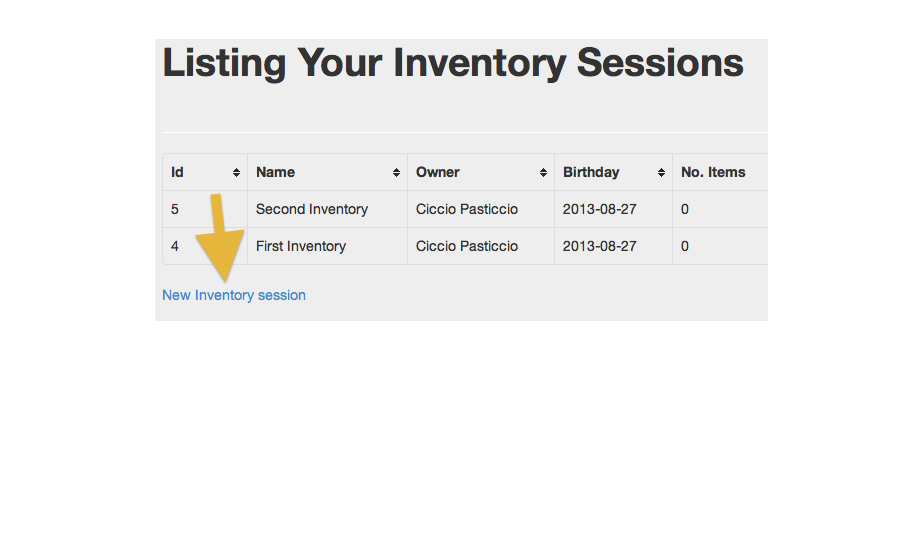 Listing Your Inventory Sessions
Id Name Owner Birthday No. Items
5 Second Inventory Ciccio Pasticcio 2013-08-27 0
4 First Inventory Ciccio Pasticcio 2013-08-27 0
New Inventory session